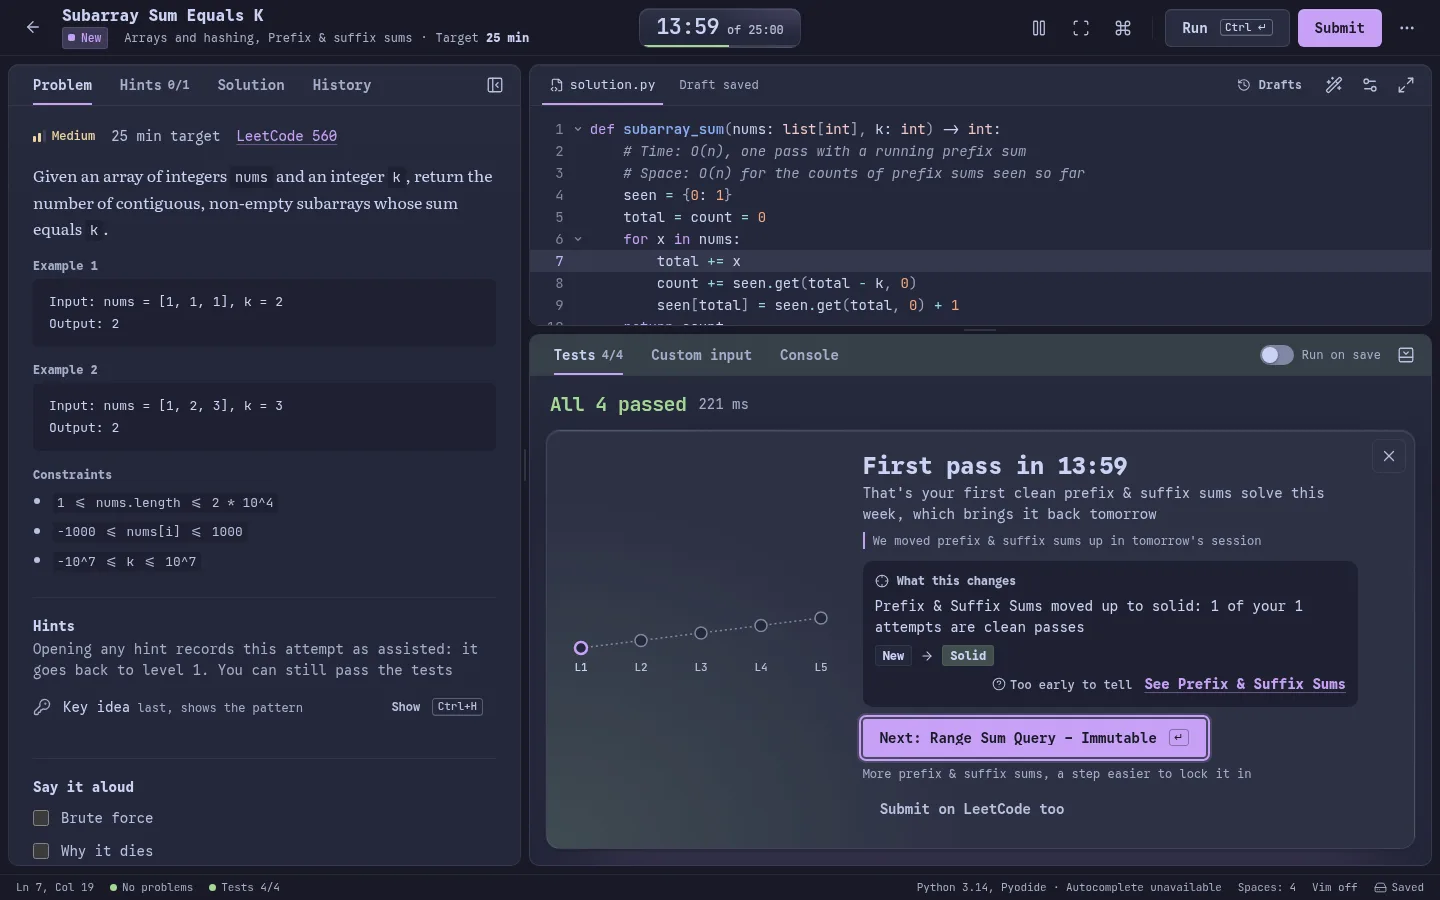 Subarray Sum Equals K
New Arrays and hashing, Prefix & suffix sums · Target 25 min
13:59 of 25:00
Run Ctrl ↵
Submit
Problem
Hints 0/1
Solution
History
Medium 25 min target LeetCode 560
Given an array of integers nums and an integer k, return the
number of contiguous, non-empty subarrays whose sum
equals k.
Example 1
Input: nums = [1, 1, 1], k = 2
Output: 2
Example 2
Input: nums = [1, 2, 3], k = 3
Output: 2
Constraints
1 <= nums.length <= 2 * 10^4
-1000 <= nums[i] <= 1000
-10^7 <= k <= 10^7
Hints
Opening any hint records this attempt as assisted: it
goes back to level 1. You can still pass the tests
Key idea last, shows the pattern Show Ctrl+H
Say it aloud
Brute force
Why it dies
solution.py Draft saved Drafts
1 def subarray_sum(nums: list[int], k: int) -> int:
2 # Time: O(n), one pass with a running prefix sum
3 # Space: O(n) for the counts of prefix sums seen so far
4 seen = {0: 1}
5 total = count = 0
6 for x in nums:
7 total += x
8 count += seen.get(total - k, 0)
9 seen[total] = seen.get(total, 0) + 1
10 return count
Tests 4/4
Custom input
Console
Run on save
All 4 passed 221 ms
L1 L2 L3 L4 L5
First pass in 13:59
That's your first clean prefix & suffix sums solve this
week, which brings it back tomorrow
We moved prefix & suffix sums up in tomorrow's session
What this changes
Prefix & Suffix Sums moved up to solid: 1 of your 1
attempts are clean passes
New → Solid
Too early to tell See Prefix & Suffix Sums
Next: Range Sum Query - Immutable ↵
More prefix & suffix sums, a step easier to lock it in
Submit on LeetCode too
Ln 7, Col 19 No problems Tests 4/4
Python 3.14, Pyodide · Autocomplete unavailable Spaces: 4 Vim off Saved